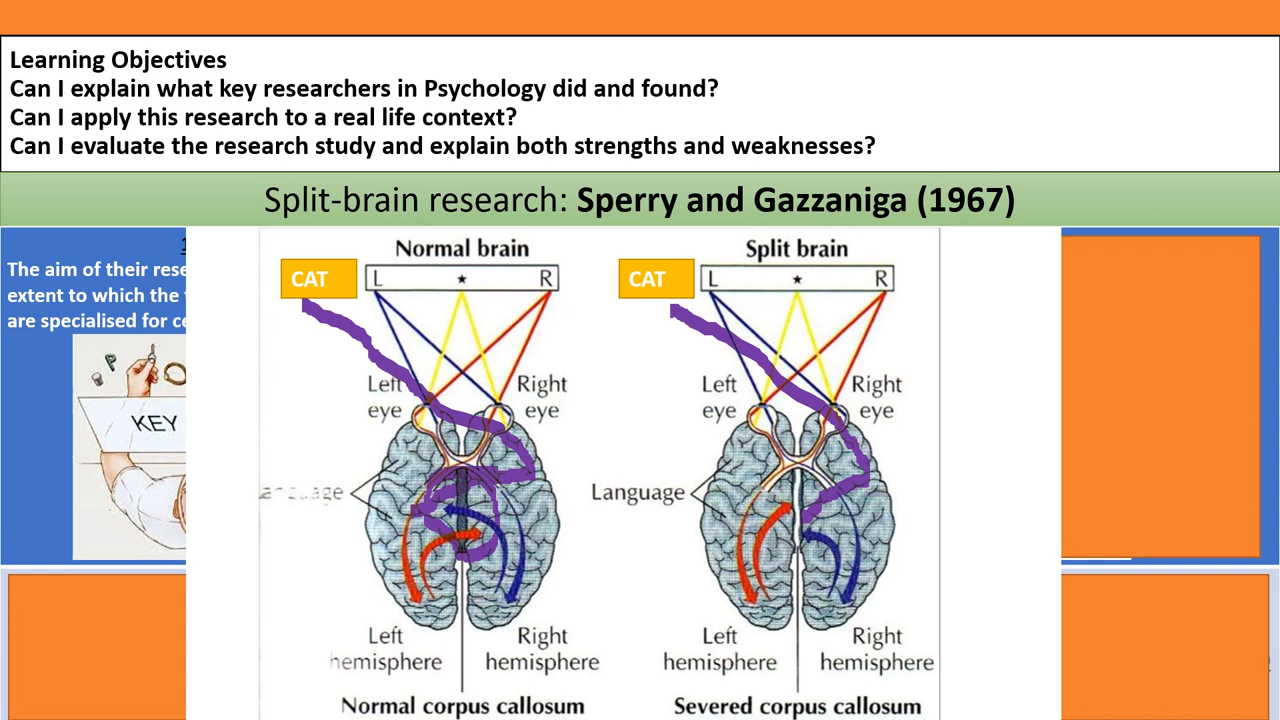 Learning Objectives
Can I explain what key researchers in Psychology did and found?
Can I apply this research to a real life context?
Can I evaluate the research study and explain both strengths and weaknesses?
Split-brain research: Sperry and Gazzaniga (1967)
The aim of their
extent to which the
are specialised for
P
KEY
Normal brain
CAT
L ★ R
Left eye
Right eye
Left hemisphere
Right hemisphere
Normal corpus callosum
Split brain
CAT
L ★ R
Left eye
Right eye
Language
Left hemisphere
Right hemisphere
Severed corpus callosum